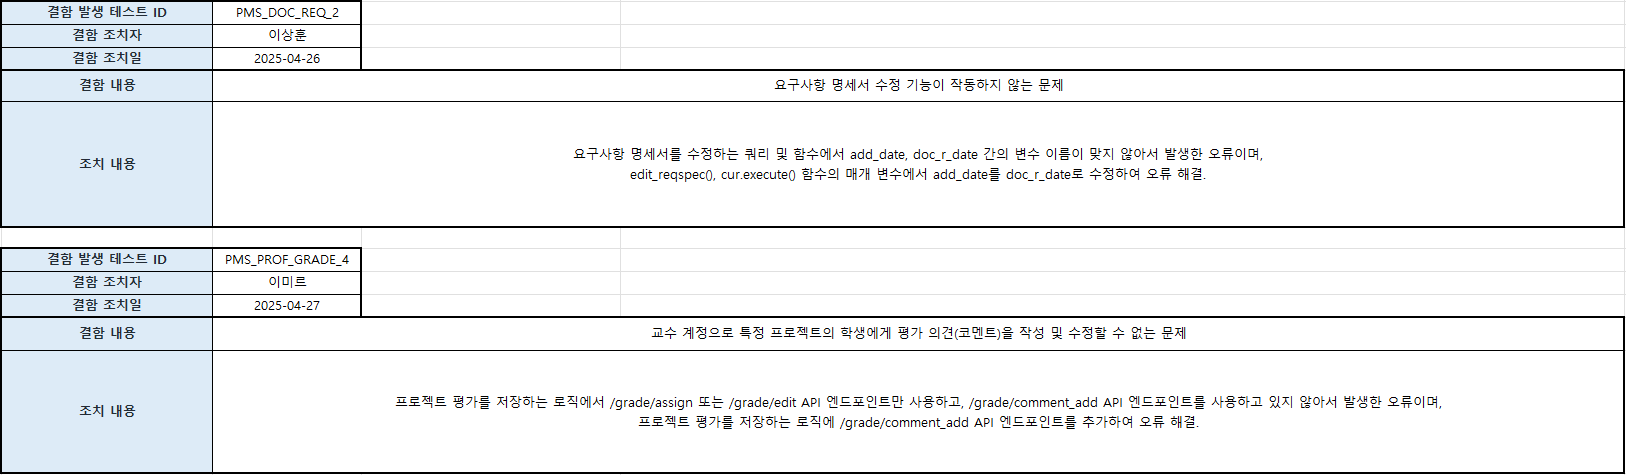 결함 발생 테스트 ID PMS_DOC_REQ_2
결함 조치자 이상훈
결함 조치일 2025-04-26
결함 내용 요구사항 명세서 수정 기능이 작동하지 않는 문제
조치 내용 요구사항 명세서를 수정하는 쿼리 및 함수에서 add_date, doc_r_date 간의 변수 이름이 맞지 않아서 발생한 오류이며,
edit_reqspec(), cur.execute() 함수의 매개 변수에서 add_date를 doc_r_date로 수정하여 오류 해결.
결함 발생 테스트 ID PMS_PROF_GRADE_4
결함 조치자 이미르
결함 조치일 2025-04-27
결함 내용 교수 계정으로 특정 프로젝트의 학생에게 평가 의견(코멘트)을 작성 및 수정할 수 없는 문제
조치 내용 프로젝트 평가를 저장하는 로직에서 /grade/assign 또는 /grade/edit API 엔드포인트만 사용하고, /grade/comment_add API 엔드포인트를 사용하고 있지 않아서 발생한 오류이며,
프로젝트 평가를 저장하는 로직에 /grade/comment_add API 엔드포인트를 추가하여 오류 해결.